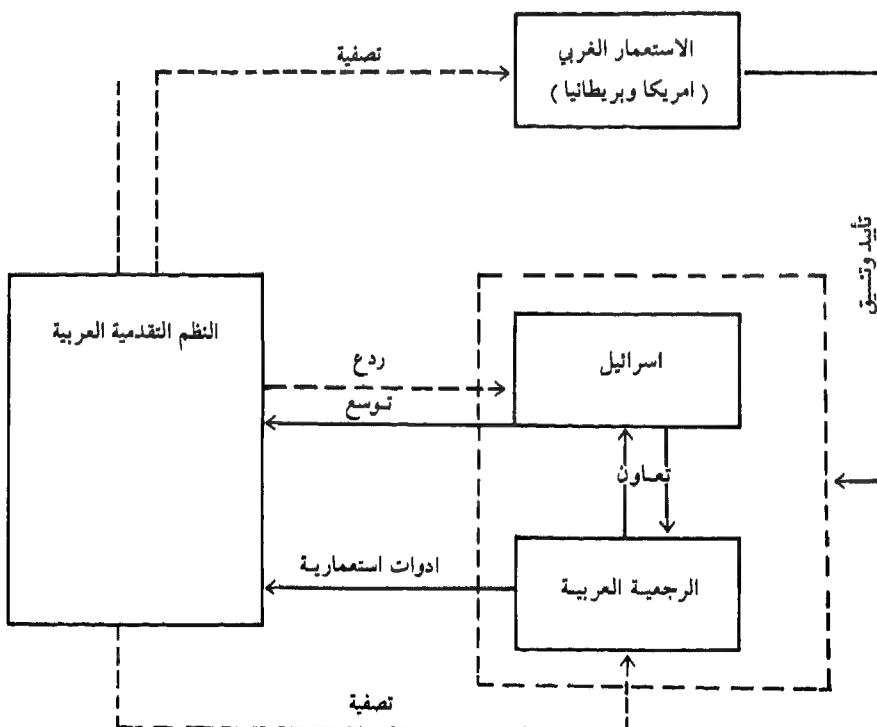 الاستعمار الغربي
( امريكا وبريطانيا )
تصفية
تأييد وتنسيق
النظم التقدمية العربية
اسرائيل
ردع
توسع
تعاون
الرجعية العربية
ادوات استعمارية
تصفية